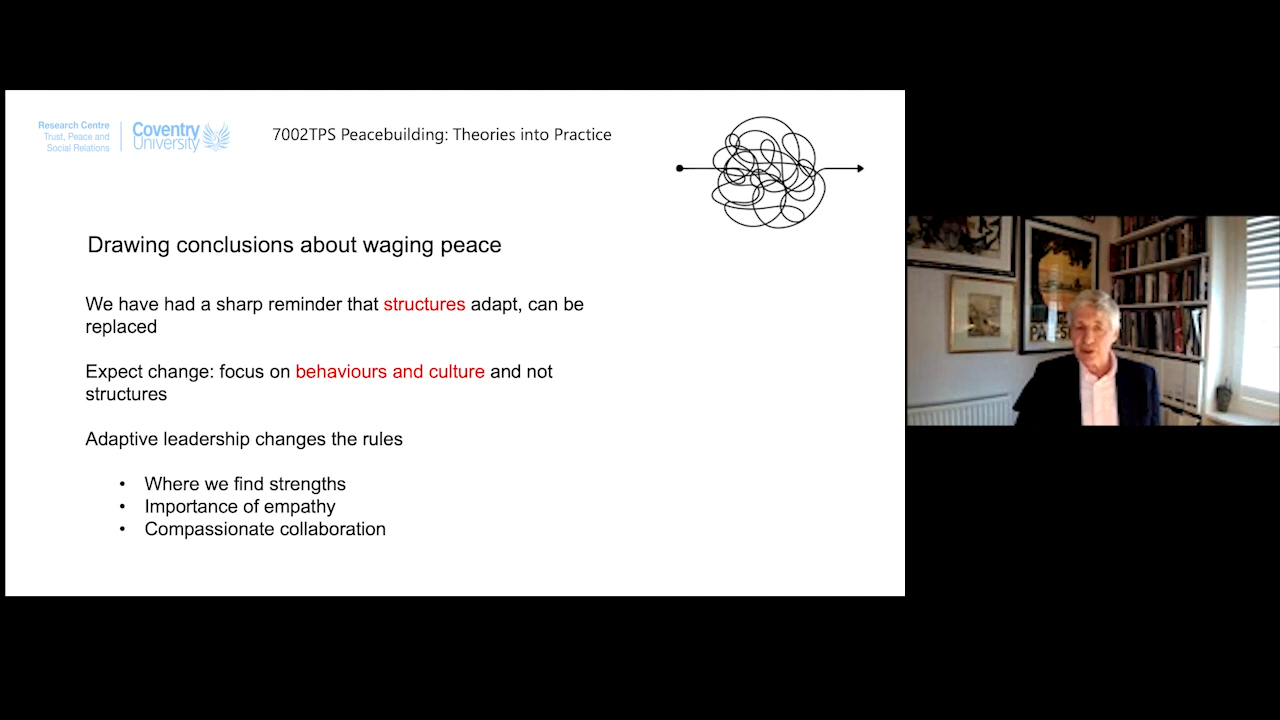 Research Centre
Trust, Peace and
Social Relations
Coventry
University
7002TPS Peacebuilding: Theories into Practice
Drawing conclusions about waging peace
We have had a sharp reminder that structures adapt, can be
replaced
Expect change: focus on behaviours and culture and not
structures
Adaptive leadership changes the rules
• Where we find strengths
• Importance of empathy
• Compassionate collaboration